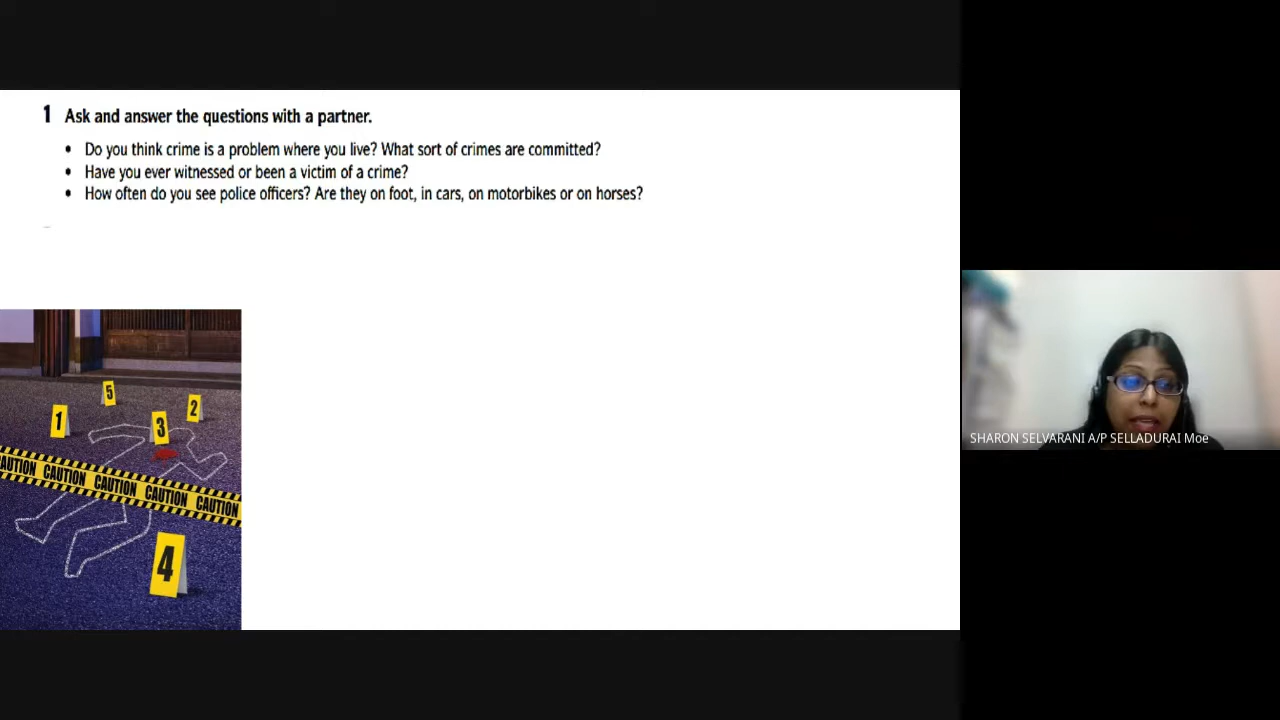 1 Ask and answer the questions with a partner.
• Do you think crime is a problem where you live? What sort of crimes are committed?
• Have you ever witnessed or been a victim of a crime?
• How often do you see police officers? Are they on foot, in cars, on motorbikes or on horses?
5
2
1
3
CAUTION CAUTION CAUTION CAUTION CAUTION
4
SHARON SELVARANI A/P SELLADURAI Moe